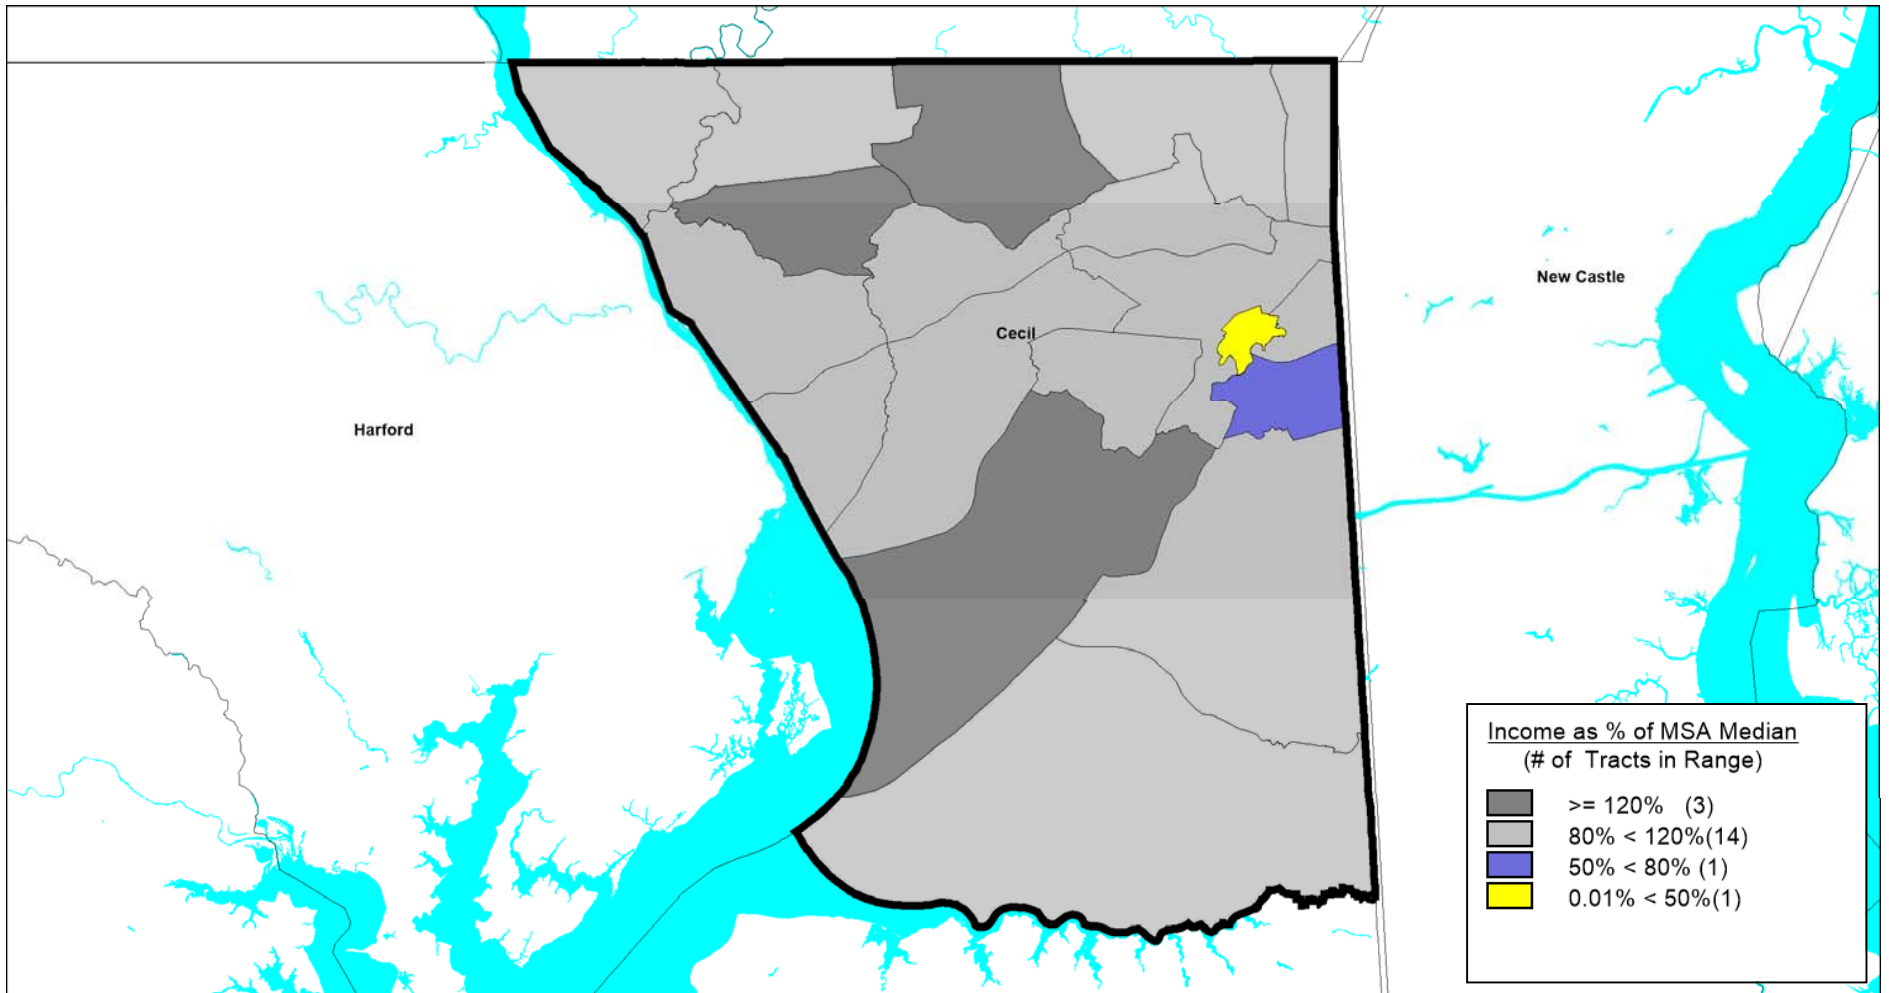 New Castle
Cecil
Harford
Income as % of MSA Median
(# of Tracts in Range)
>= 120% (3)
80% < 120%(14)
50% < 80% (1)
0.01% < 50%(1)